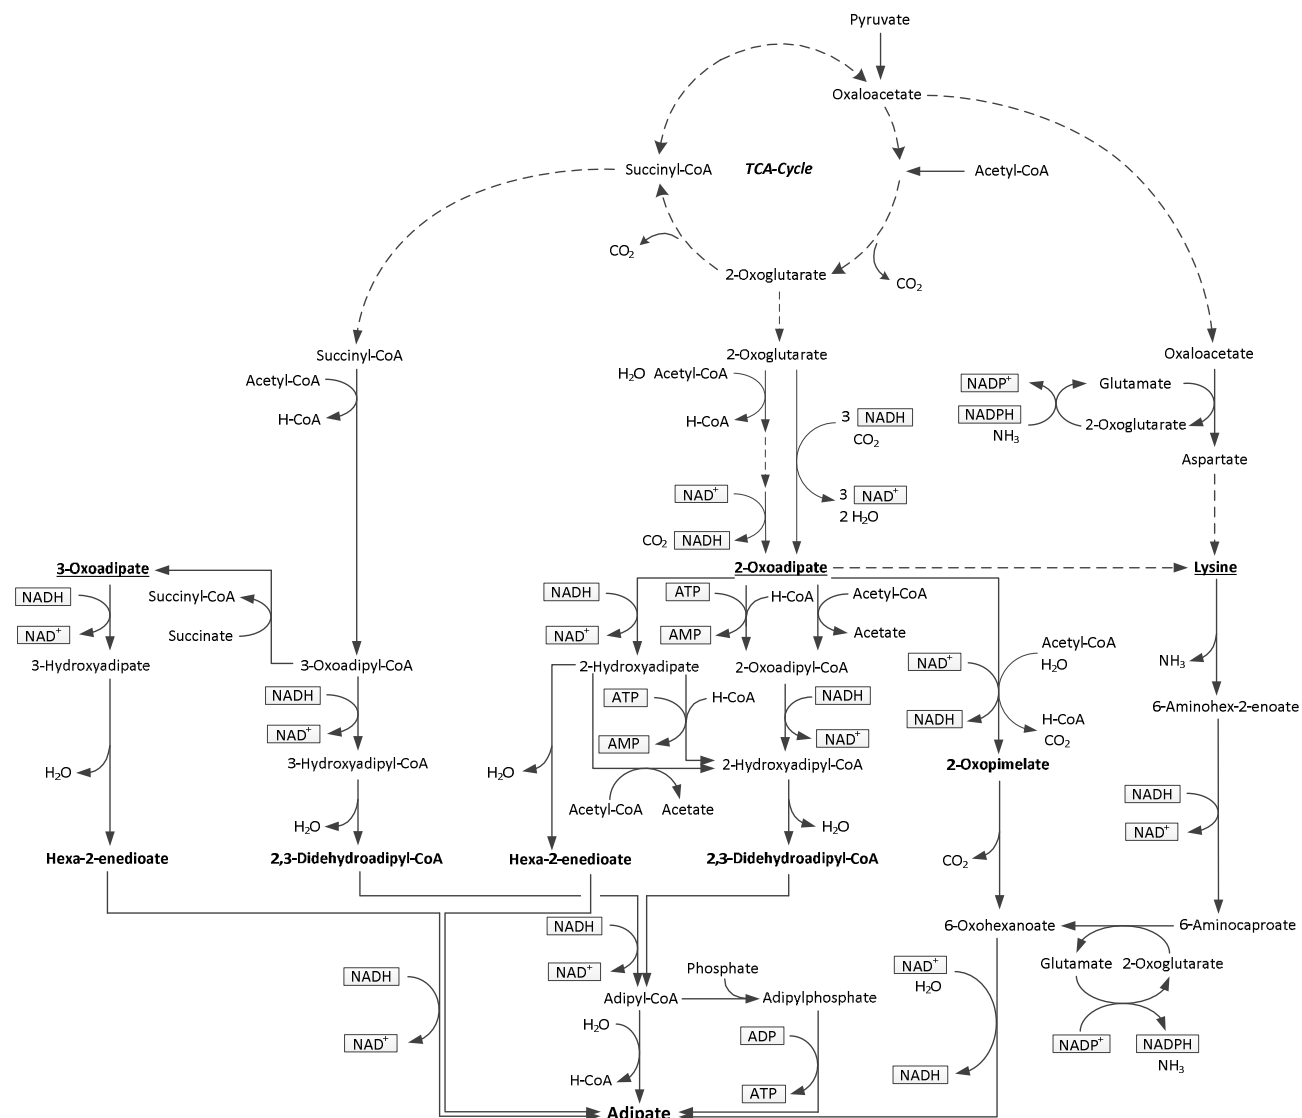 Pyruvate
Oxaloacetate
Succinyl-CoA TCA-Cycle Acetyl-CoA
CO₂
2-Oxoglutarate
CO₂
Succinyl-CoA 2-Oxoglutarate Oxaloacetate
Acetyl-CoA
H-CoA
H₂O Acetyl-CoA
H-CoA
3 NADH
CO₂
NADP⁺ Glutamate
NADPH 2-Oxoglutarate
NH₃
Aspartate
NAD⁺
CO₂ NADH
3 NAD⁺
2 H₂O
3-Oxoadipate 2-Oxoadipate Lysine
NADH
NAD⁺
Succinyl-CoA
Succinate
NADH
NAD⁺
ATP H-CoA
AMP
Acetyl-CoA
Acetate
3-Hydroxyadipate 3-Oxoadipyl-CoA 2-Hydroxyadipate 2-Oxoadipyl-CoA
NAD⁺
NADH
Acetyl-CoA
H₂O
H-CoA
CO₂
NH₃
6-Aminohex-2-enoate
NADH
NAD⁺
ATP H-CoA
AMP
NADH
NAD⁺
H₂O 3-Hydroxyadipyl-CoA H₂O 2-Hydroxyadipyl-CoA 2-Oxopimelate
Acetyl-CoA Acetate
NADH
NAD⁺
H₂O H₂O
Hexa-2-enedioate 2,3-Didehydroadipyl-CoA Hexa-2-enedioate 2,3-Didehydroadipyl-CoA CO₂
NADH
NAD⁺
6-Oxohexanoate 6-Aminocaproate
Glutamate 2-Oxoglutarate
NADH
NAD⁺
Phosphate
Adipyl-CoA Adipylphosphate
NAD⁺
H₂O
NADH
H₂O
H-CoA
ADP
ATP
NADP⁺ NADPH
NH₃
Adipate